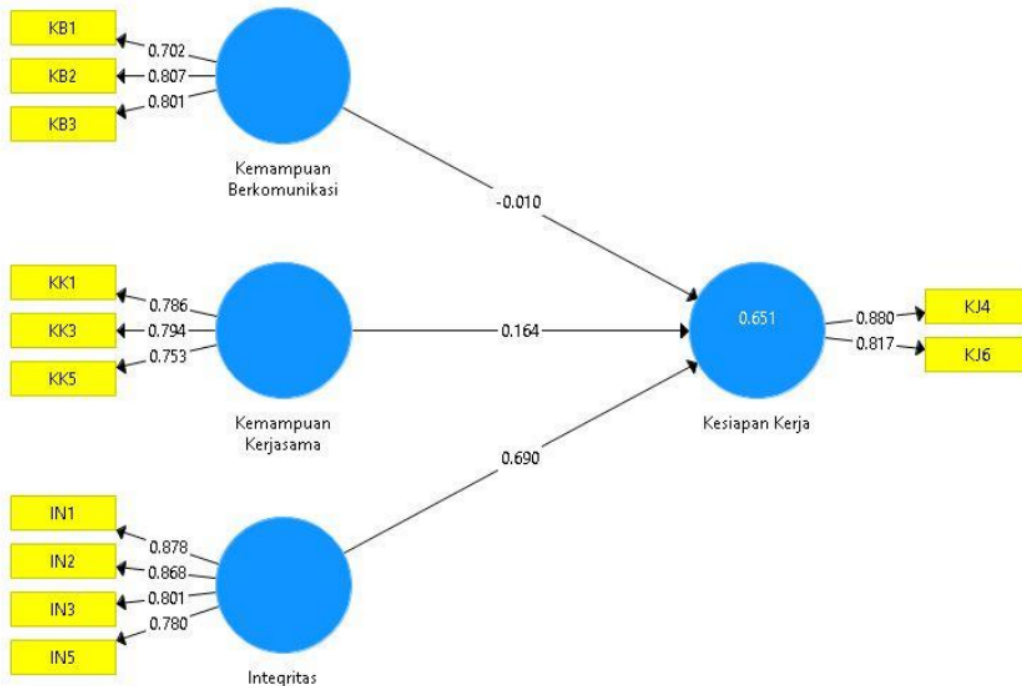 KB1
0.702
KB2
0.807
KB3
0.801
Kemampuan
Berkomunikasi
-0.010
KK1
0.786
KK3
0.794
KK5
0.753
Kemampuan
Kerjasama
0.164
0.651
Kesiapan Kerja
0.880
KJ4
0.817
KJ6
0.690
IN1
0.878
IN2
0.868
IN3
0.801
IN5
0.780
Integritas